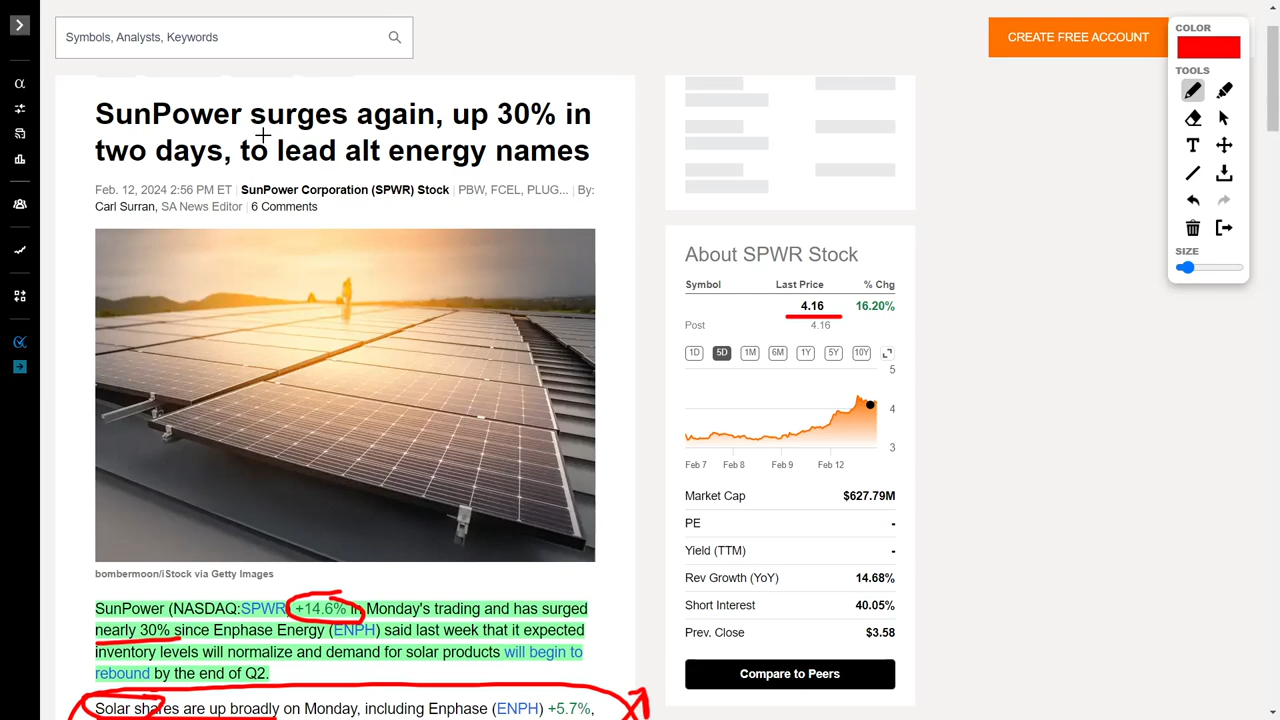 Symbols, Analysts, Keywords
CREATE FREE ACCOUNT
COLOR
TOOLS
T
SIZE
α
SunPower surges again, up 30% in
two days, to lead alt energy names
Feb. 12, 2024 2:56 PM ET | SunPower Corporation (SPWR) Stock | PBW, FCEL, PLUG... | By:
Carl Surran, SA News Editor | 6 Comments
bombermoon/iStock via Getty Images
SunPower (NASDAQ:SPWR) +14.6% in Monday's trading and has surged
nearly 30% since Enphase Energy (ENPH) said last week that it expected
inventory levels will normalize and demand for solar products will begin to
rebound by the end of Q2.
Solar shares are up broadly on Monday, including Enphase (ENPH) +5.7%,
About SPWR Stock
Symbol Last Price % Chg
4.16 16.20%
Post 4.16
1D 5D 1M 6M 1Y 5Y 10Y
5
4
3
Feb 7 Feb 8 Feb 9 Feb 12
Market Cap $627.79M
PE -
Yield (TTM) -
Rev Growth (YoY) 14.68%
Short Interest 40.05%
Prev. Close $3.58
Compare to Peers